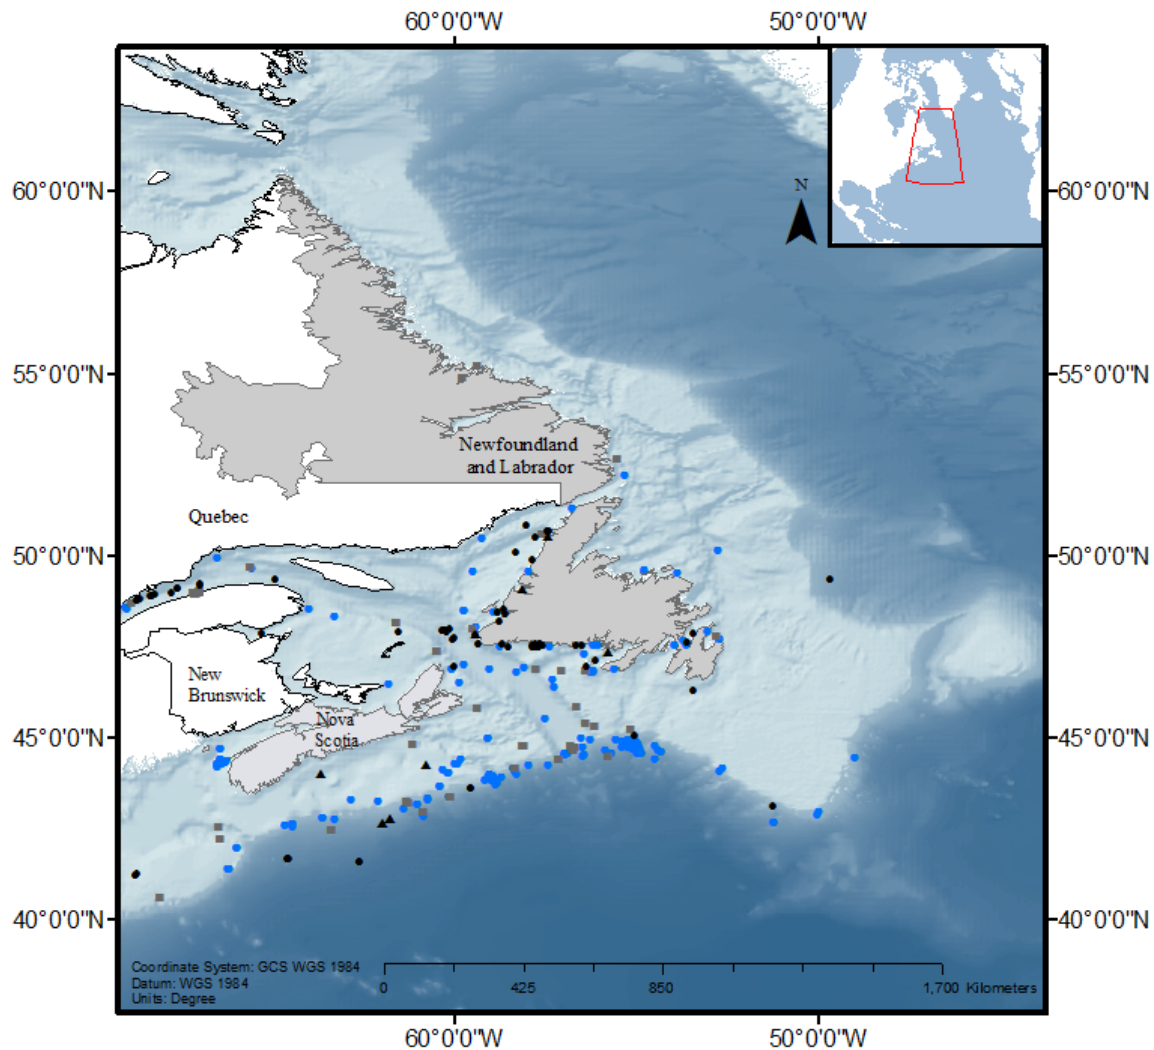 60°0'0"W 50°0'0"W
N
60°0'0"N 60°0'0"N
55°0'0"N 55°0'0"N
Newfoundland
and Labrador
Quebec
50°0'0"N 50°0'0"N
New
Brunswick
Nova
Scotia
45°0'0"N 45°0'0"N
40°0'0"N 40°0'0"N
Coordinate System: GCS WGS 1984
Datum: WGS 1984
Units: Degree
0 425 850 1,700 Kilometers
60°0'0"W 50°0'0"W